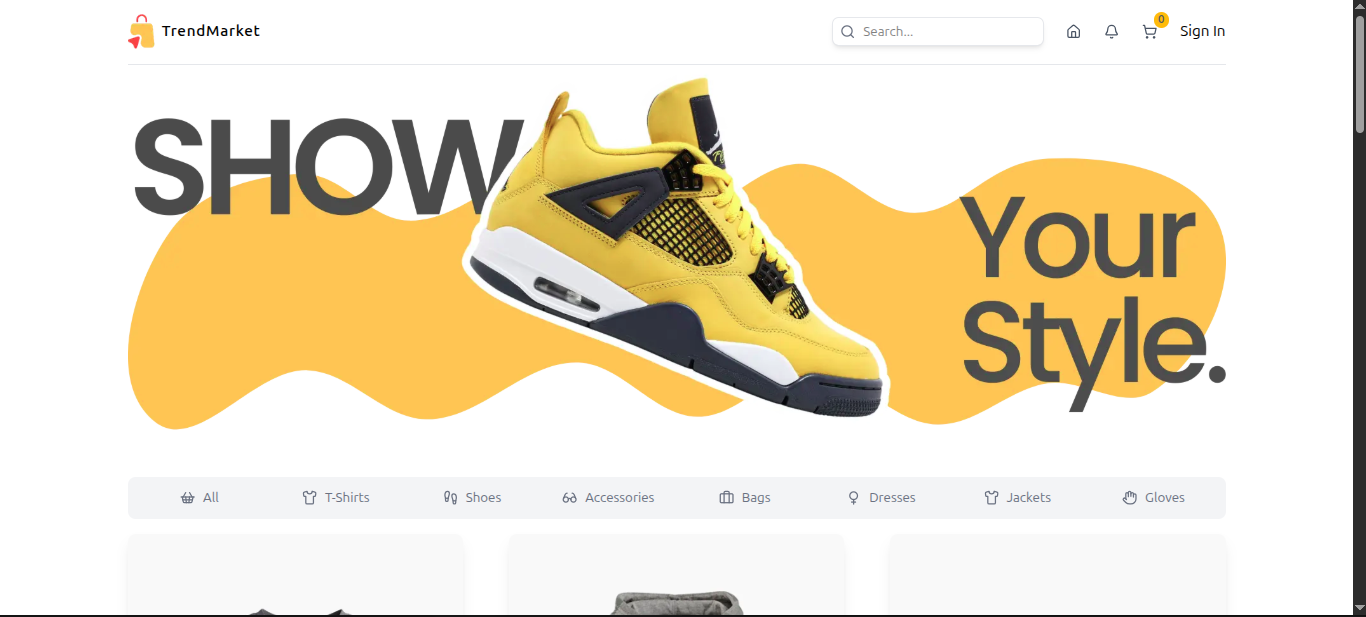 TrendMarket
Search...
0
Sign In
SHOW
Your
Style.
All
T-Shirts
Shoes
Accessories
Bags
Dresses
Jackets
Gloves